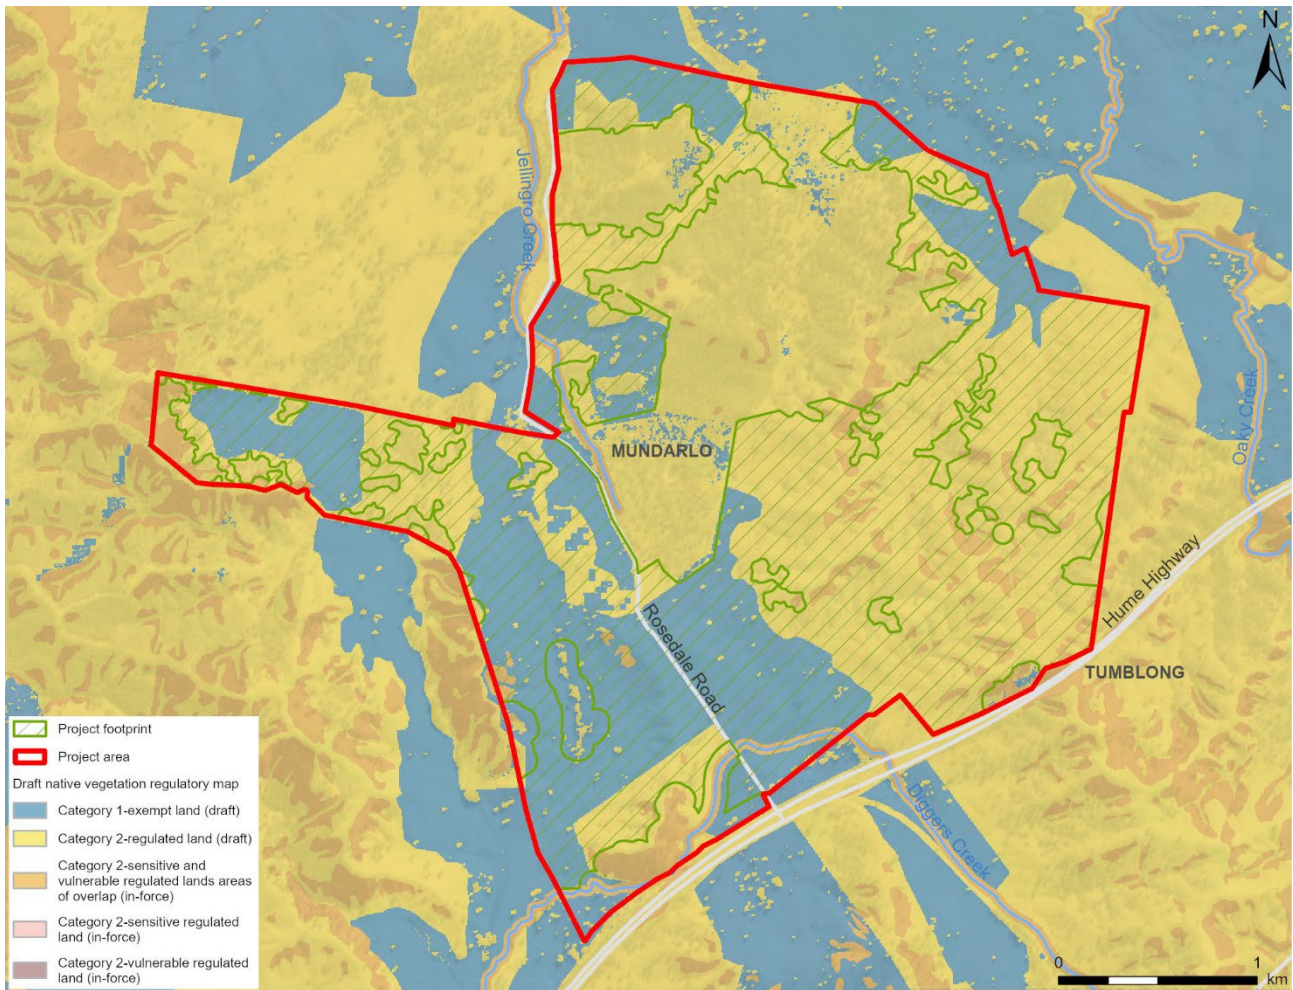 N
Jellingro Creek
Oaky Creek
MUNDARLO
Hume Highway
Rosedale Road
TUMBLONG
Diggers Creek
Project footprint
Project area
Draft native vegetation regulatory map
Category 1-exempt land (draft)
Category 2-regulated land (draft)
Category 2-sensitive and
vulnerable regulated lands areas
of overlap (in-force)
Category 2-sensitive regulated
land (in-force)
Category 2-vulnerable regulated
land (in-force)
0 1
km